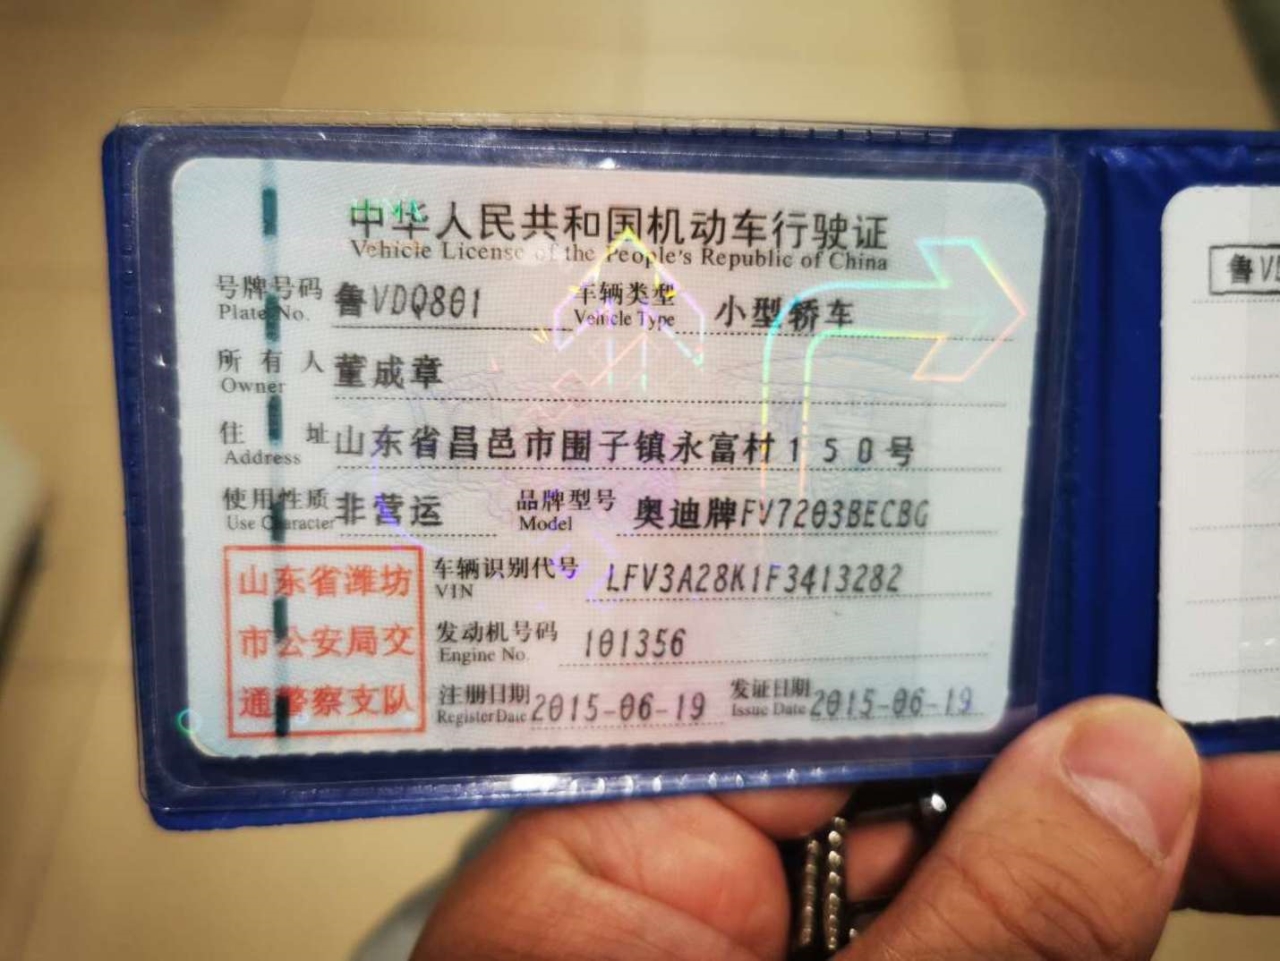 中华人民共和国机动车行驶证
Vehicle License of the People's Republic of China
号牌号码 鲁VDQ801 车辆类型 小型轿车
Plate No. Vehicle Type
所有人 董成章
Owner
住址 山东省昌邑市围子镇永富村150号
Address
使用性质 非营运 品牌型号 奥迪牌FV7203BECBG
Use Character Model
山东省潍坊
市公安局交
通警察支队
车辆识别代号 LFV3A28K1F3413282
VIN
发动机号码 101356
Engine No.
注册日期 2015-06-19 发证日期 2015-06-19
Register Date Issue Date
鲁V